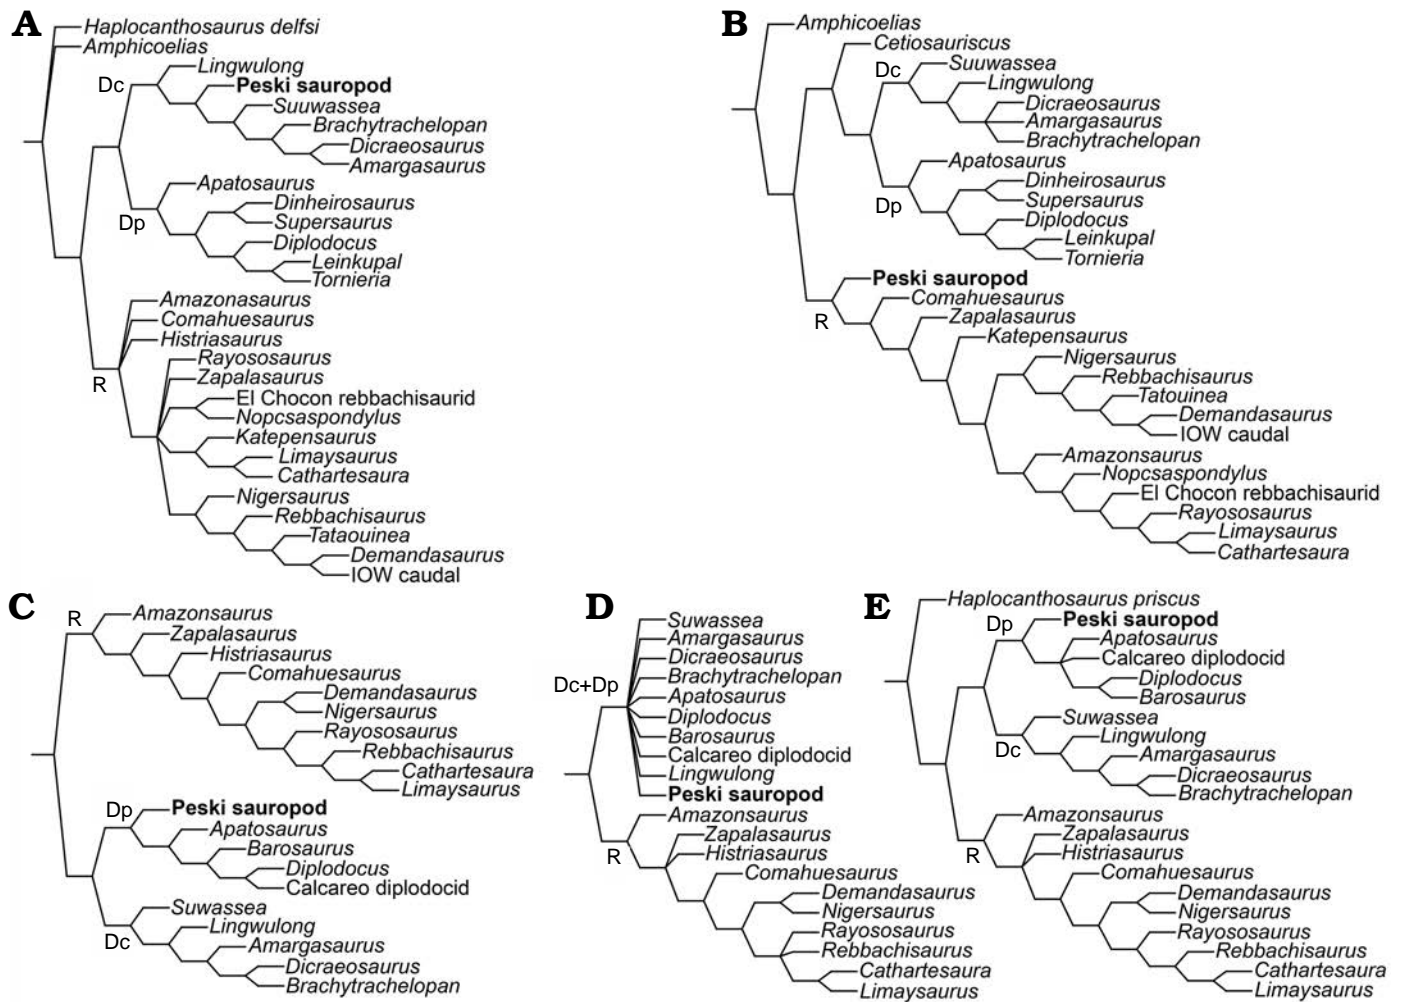 A
Haplocanthosaurus delfsi
Amphicoelias
Lingwulong
Dc
Peski sauropod
Suuwassea
Brachytrachelopan
Dicraeosaurus
Amargasaurus
Apatosaurus
Dinheirosaurus
Dp
Supersaurus
Diplodocus
Leinkupal
Tornieria
Amazonasaurus
Comahuesaurus
Histriasaurus
Rayososaurus
R
Zapalasaurus
El Chocon rebbachisaurid
Nopcsaspondylus
Katepensaurus
Limaysaurus
Cathartesaura
Nigersaurus
Rebbachisaurus
Tataouinea
Demandasaurus
IOW caudal
B
Amphicoelias
Cetiosauriscus
Dc
Suuwassea
Lingwulong
Dicraeosaurus
Amargasaurus
Brachytrachelopan
Apatosaurus
Dinheirosaurus
Dp
Supersaurus
Diplodocus
Leinkupal
Tornieria
Peski sauropod
Comahuesaurus
R
Zapalasaurus
Katepensaurus
Nigersaurus
Rebbachisaurus
Tatouinea
Demandasaurus
IOW caudal
Amazonsaurus
Nopcsaspondylus
El Chocon rebbachisaurid
Rayososaurus
Limaysaurus
Cathartesaura
C
R
Amazonsaurus
Zapalasaurus
Histriasaurus
Comahuesaurus
Demandasaurus
Nigersaurus
Rayososaurus
Rebbachisaurus
Cathartesaura
Limaysaurus
Dp
Peski sauropod
Apatosaurus
Barosaurus
Diplodocus
Calcareo diplodocid
Suwassea
Lingwulong
Dc
Amargasaurus
Dicraeosaurus
Brachytrachelopan
D
Suwassea
Amargasaurus
Dicraeosaurus
Brachytrachelopan
Dc+Dp
Apatosaurus
Diplodocus
Barosaurus
Calcareo diplodocid
Lingwulong
Peski sauropod
Amazonsaurus
Zapalasaurus
R
Histriasaurus
Comahuesaurus
Demandasaurus
Nigersaurus
Rayososaurus
Rebbachisaurus
Cathartesaura
Limaysaurus
E
Haplocanthosaurus priscus
Dp
Peski sauropod
Apatosaurus
Calcareo diplodocid
Diplodocus
Barosaurus
Suwassea
Lingwulong
Dc
Amargasaurus
Dicraeosaurus
Brachytrachelopan
Amazonsaurus
Zapalasaurus
R
Histriasaurus
Comahuesaurus
Demandasaurus
Nigersaurus
Rayososaurus
Rebbachisaurus
Cathartesaura
Limaysaurus